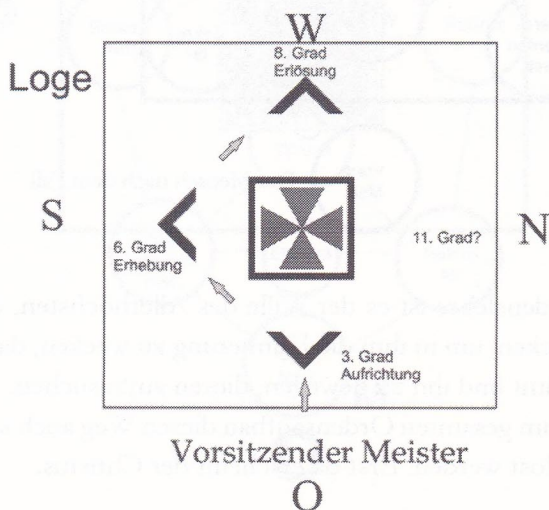 W
8. Grad
Erlösung
Loge
S
6. Grad
Erhebung
11. Grad?
N
3. Grad
Aufrichtung
Vorsitzender Meister
O